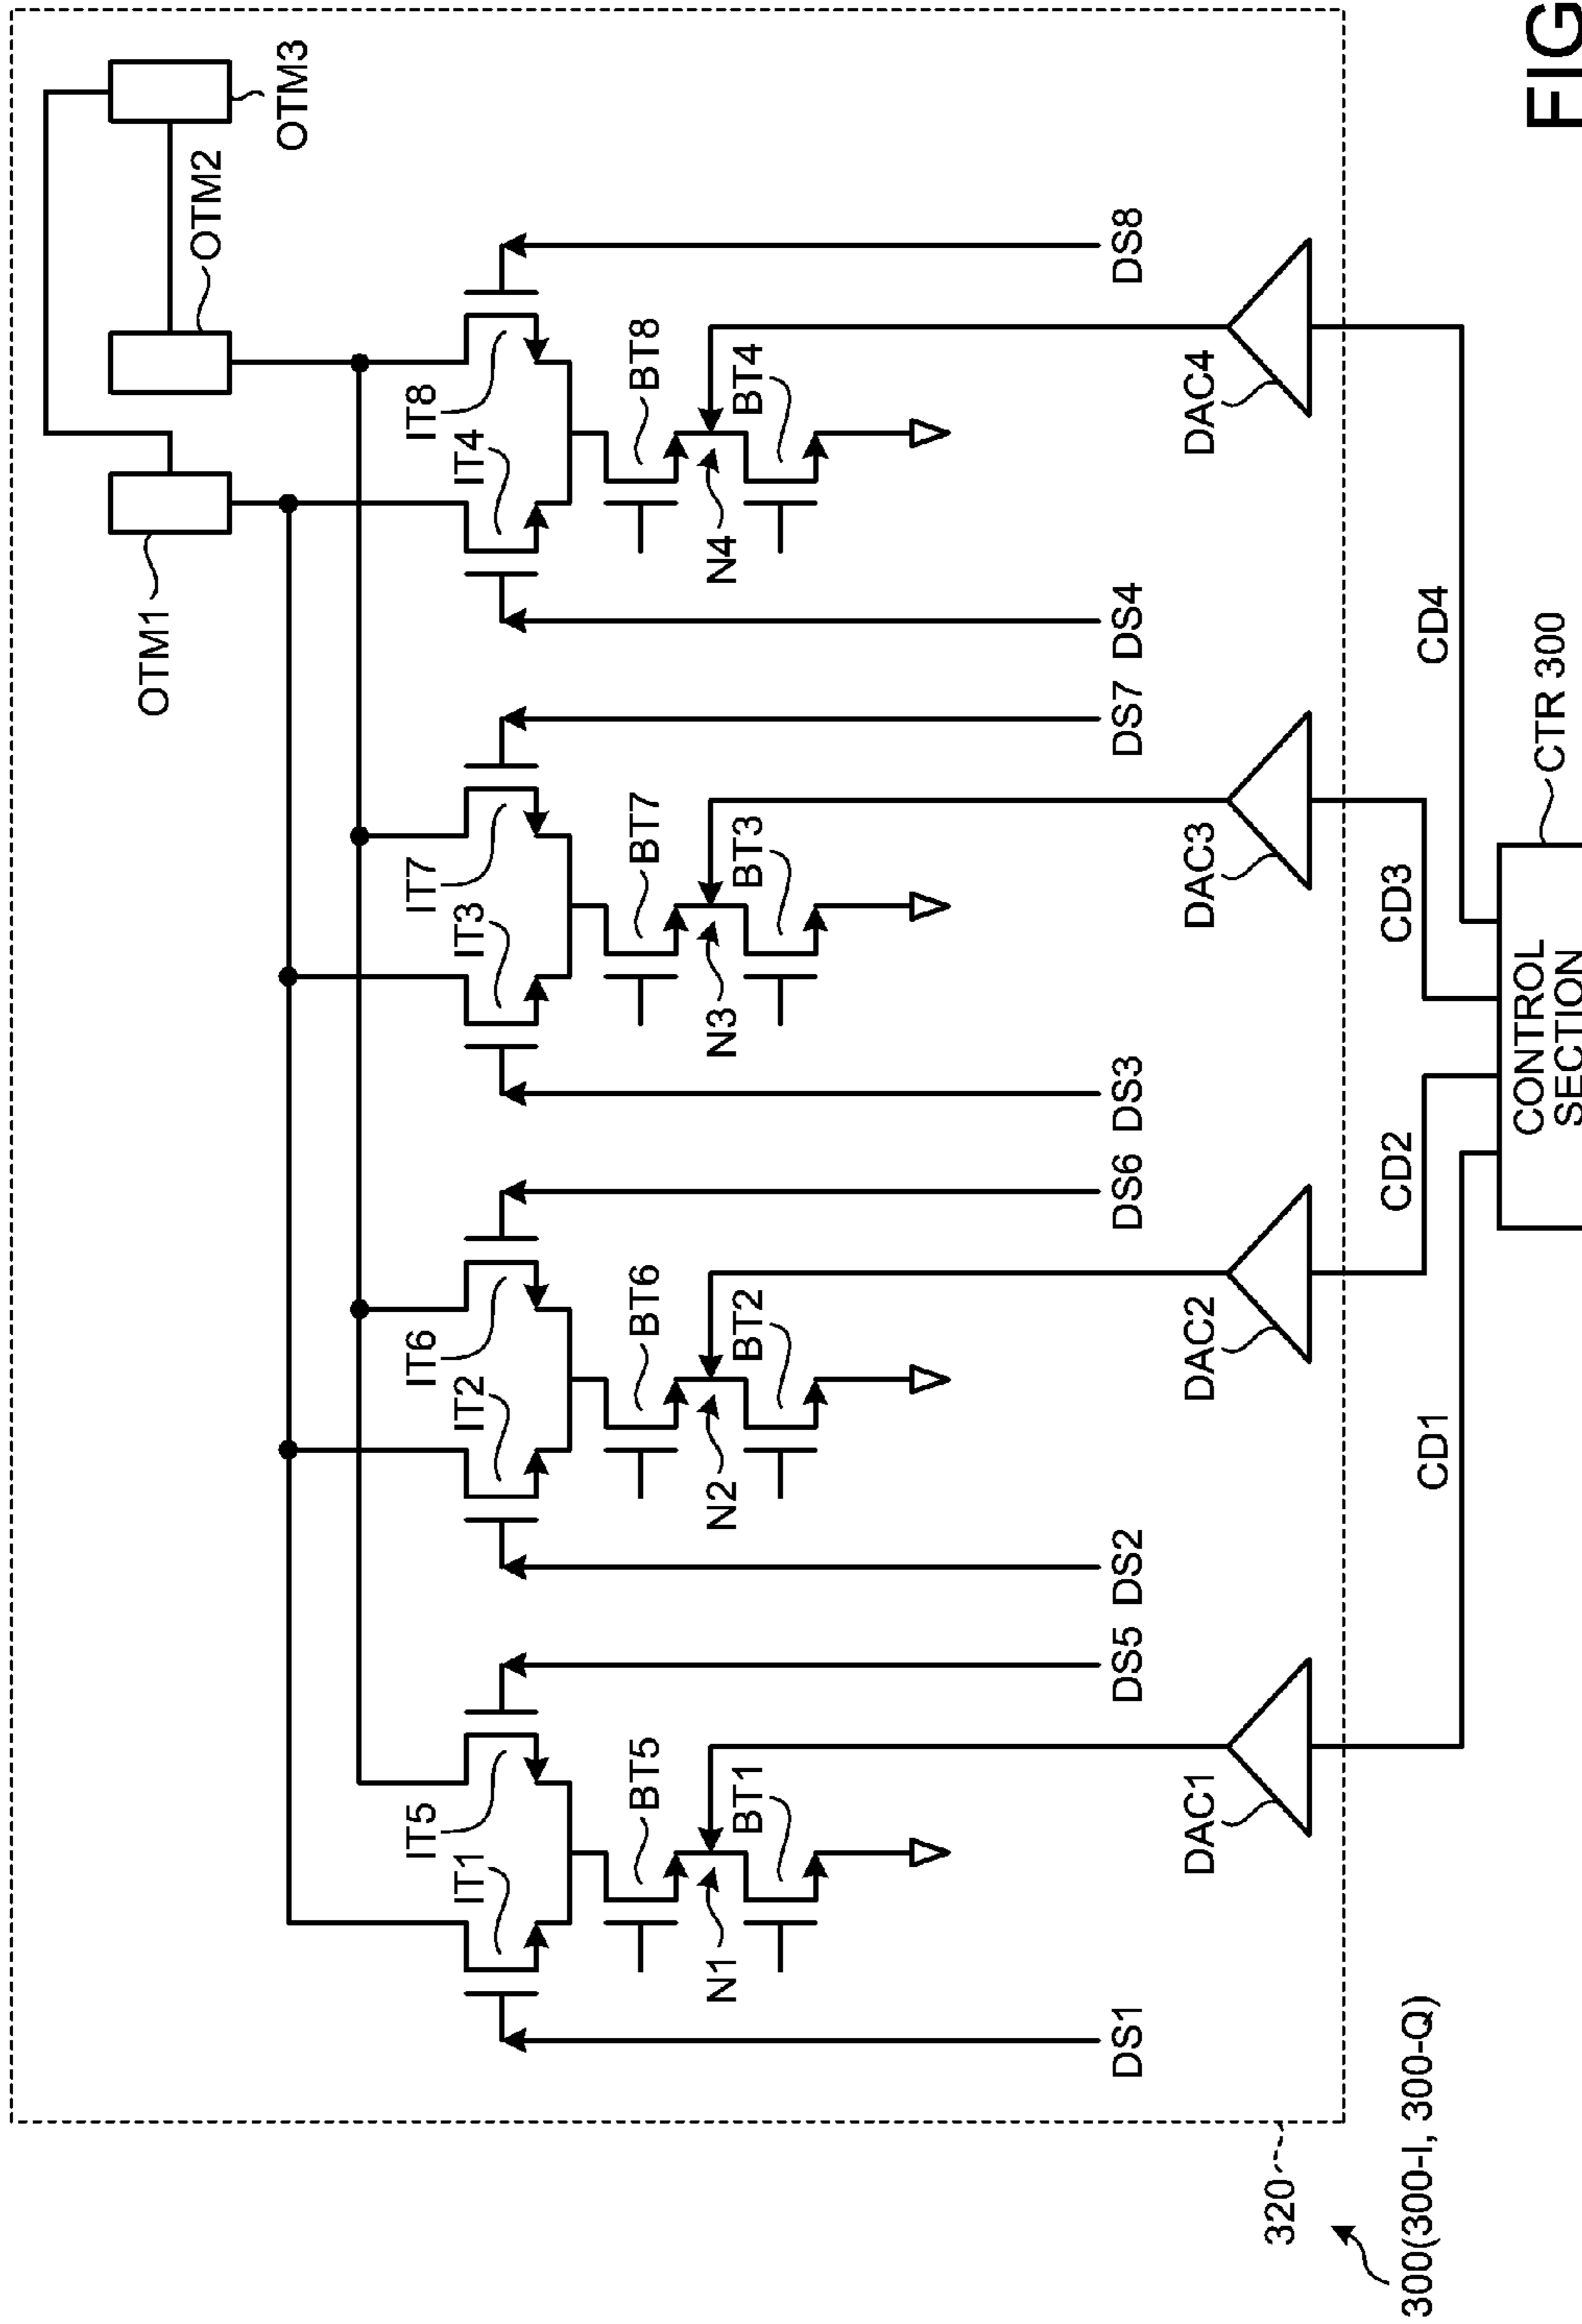 OTM3
OTM2
OTM1
IT1
IT5
IT2
IT6
IT3
IT7
IT4
IT8
BT5
BT6
BT7
BT8
N1
BT1
N2
BT2
N3
BT3
N4
BT4
DS1
DS5
DS2
DS6
DS3
DS7
DS4
DS8
DAC1
DAC2
DAC3
DAC4
320
300(300-I, 300-Q)
CD1
CD2
CD3
CD4
CONTROL
SECTION
CTR 300
FIG